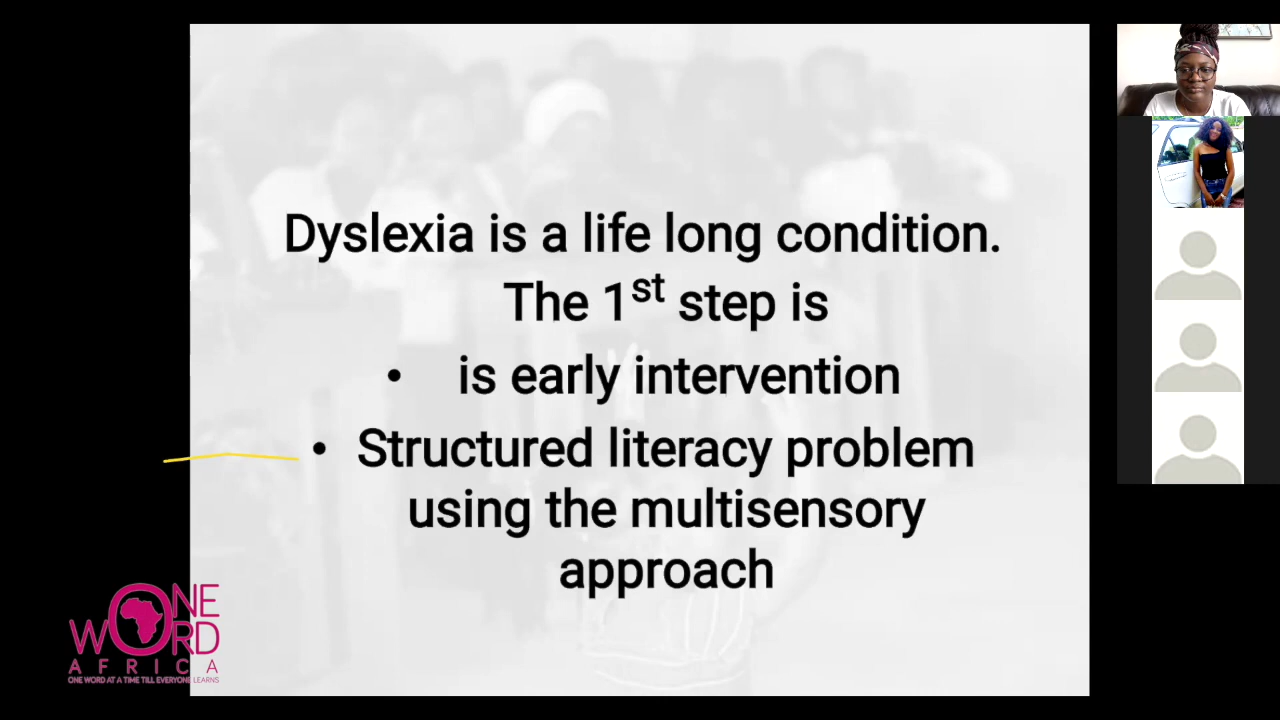 Dyslexia is a life long condition.
The 1st step is
• is early intervention
• Structured literacy problem
using the multisensory
approach
ONE
WORD
AFRICA
ONE WORD AT A TIME TILL EVERYONE LEARNS